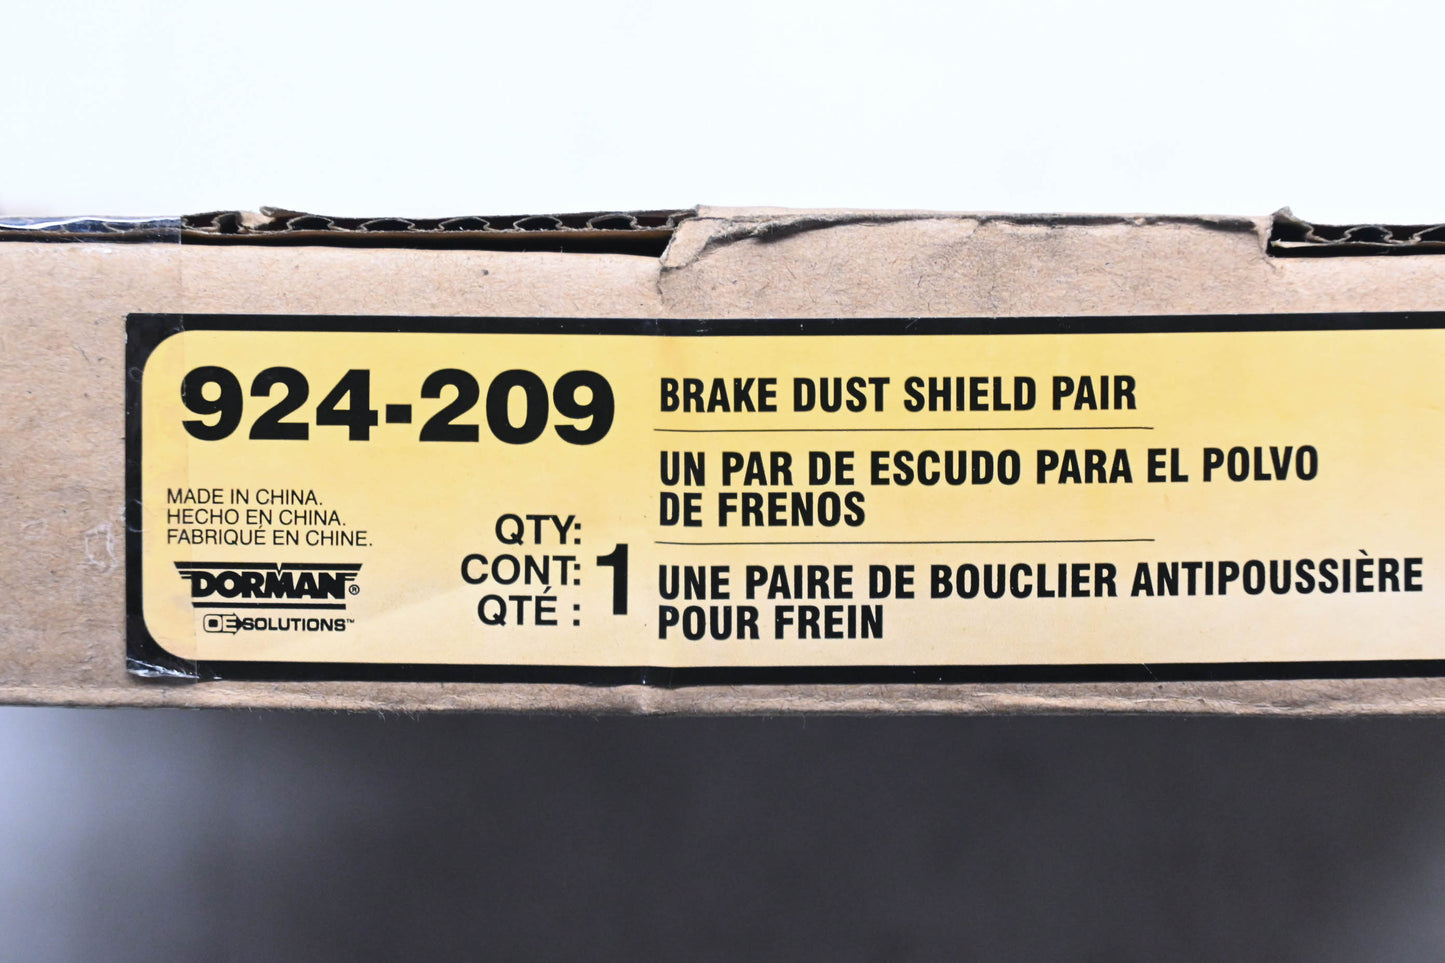 924-209
MADE IN CHINA.
HECHO EN CHINA.
FABRIQUÉ EN CHINE.
DORMAN®
OE SOLUTIONS™
QTY:
CONT: 1
QTÉ :
BRAKE DUST SHIELD PAIR
UN PAR DE ESCUDO PARA EL POLVO
DE FRENOS
UNE PAIRE DE BOUCLIER ANTIPOUSSIÈRE
POUR FREIN